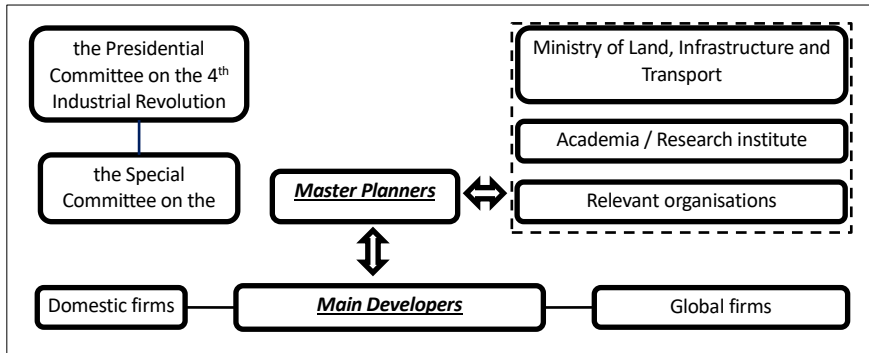 the Presidential
Committee on the 4th
Industrial Revolution
the Special
Committee on the
Ministry of Land, Infrastructure and
Transport
Academia / Research institute
Relevant organisations
Master Planners
Main Developers
Domestic firms
Global firms